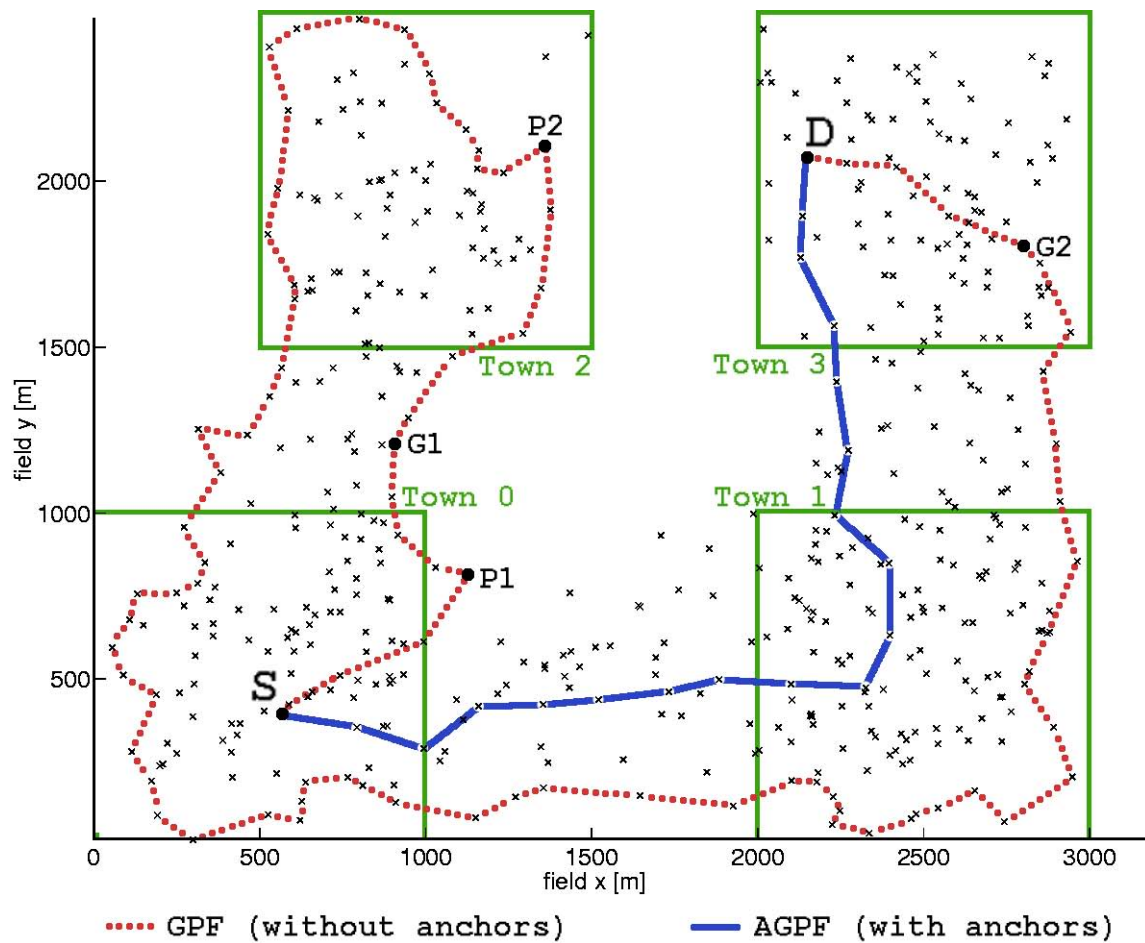 P2
D
2000
G2
1500
Town 2
Town 3
G1
field y [m]
Town 0
Town 1
1000
P1
500
S
0
500
1000
1500
2000
2500
3000
field x [m]
GPF (without anchors)
AGPF (with anchors)